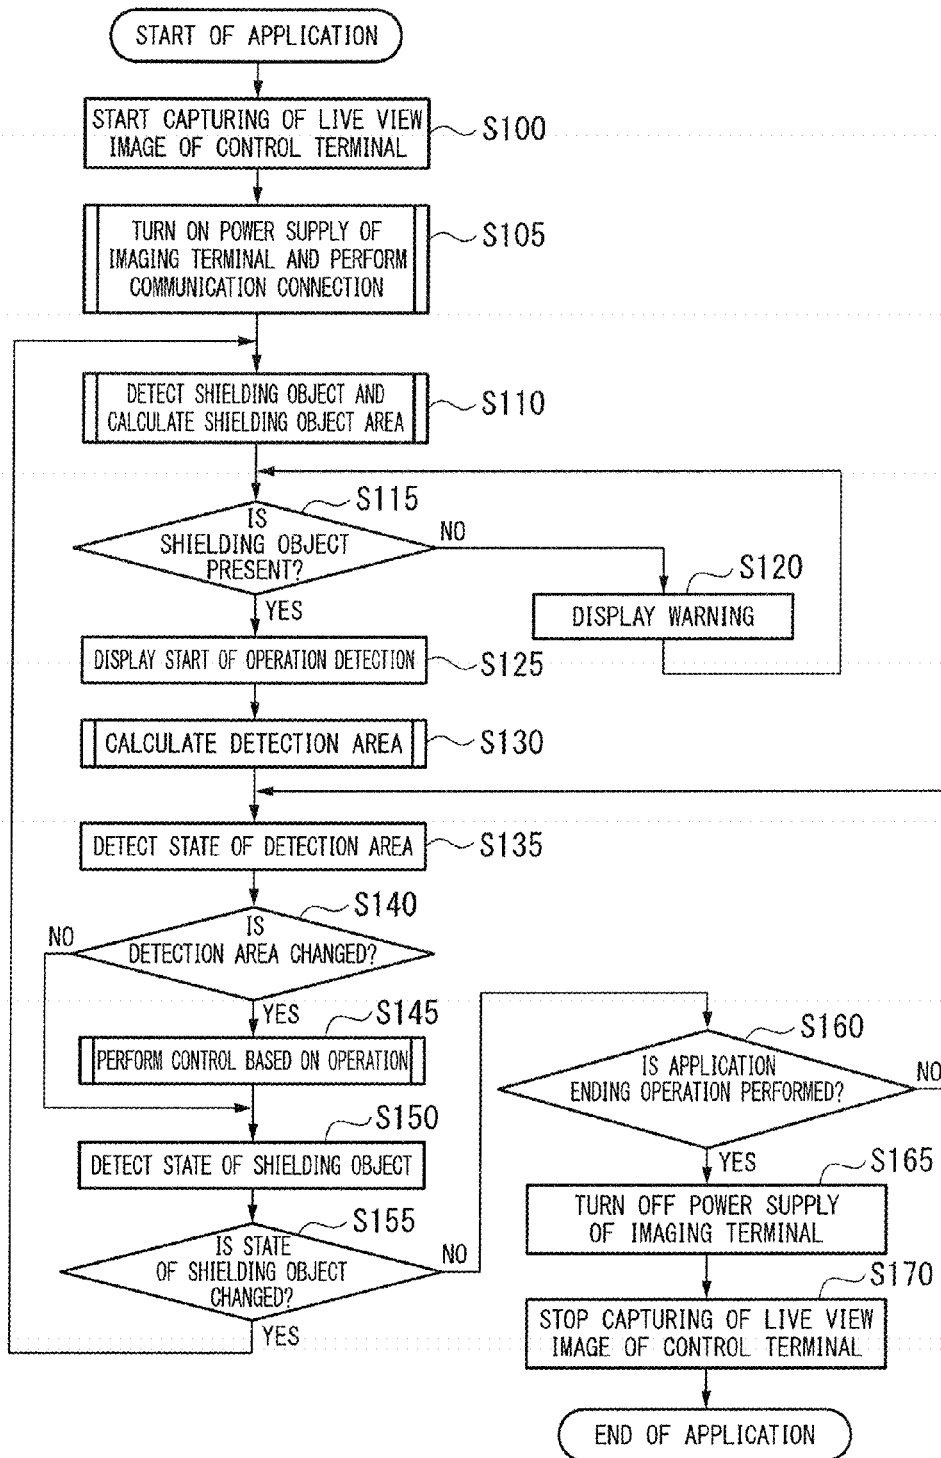 START OF APPLICATION
START CAPTURING OF LIVE VIEW
IMAGE OF CONTROL TERMINAL
S100
TURN ON POWER SUPPLY OF
IMAGING TERMINAL AND PERFORM
COMMUNICATION CONNECTION
S105
DETECT SHIELDING OBJECT AND
CALCULATE SHIELDING OBJECT AREA
S110
S115
IS
SHIELDING OBJECT
PRESENT?
NO
YES
S120
DISPLAY WARNING
DISPLAY START OF OPERATION DETECTION
S125
CALCULATE DETECTION AREA
S130
DETECT STATE OF DETECTION AREA
S135
S140
IS
DETECTION AREA CHANGED?
NO
YES
S145
PERFORM CONTROL BASED ON OPERATION
S150
DETECT STATE OF SHIELDING OBJECT
S155
IS STATE
OF SHIELDING OBJECT
CHANGED?
NO
YES
S160
IS APPLICATION
ENDING OPERATION PERFORMED?
NO
YES
S165
TURN OFF POWER SUPPLY
OF IMAGING TERMINAL
S170
STOP CAPTURING OF LIVE VIEW
IMAGE OF CONTROL TERMINAL
END OF APPLICATION